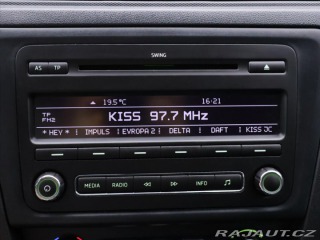 SWING
AS TP
▲ 19.5°C 16:21
KISS 97.7 MHz
TP
FM2
*HEY* IMPULS EVROPA 2 DELTA DAFT KISS JC
MEDIA RADIO INFO
RAJAUT.CZ